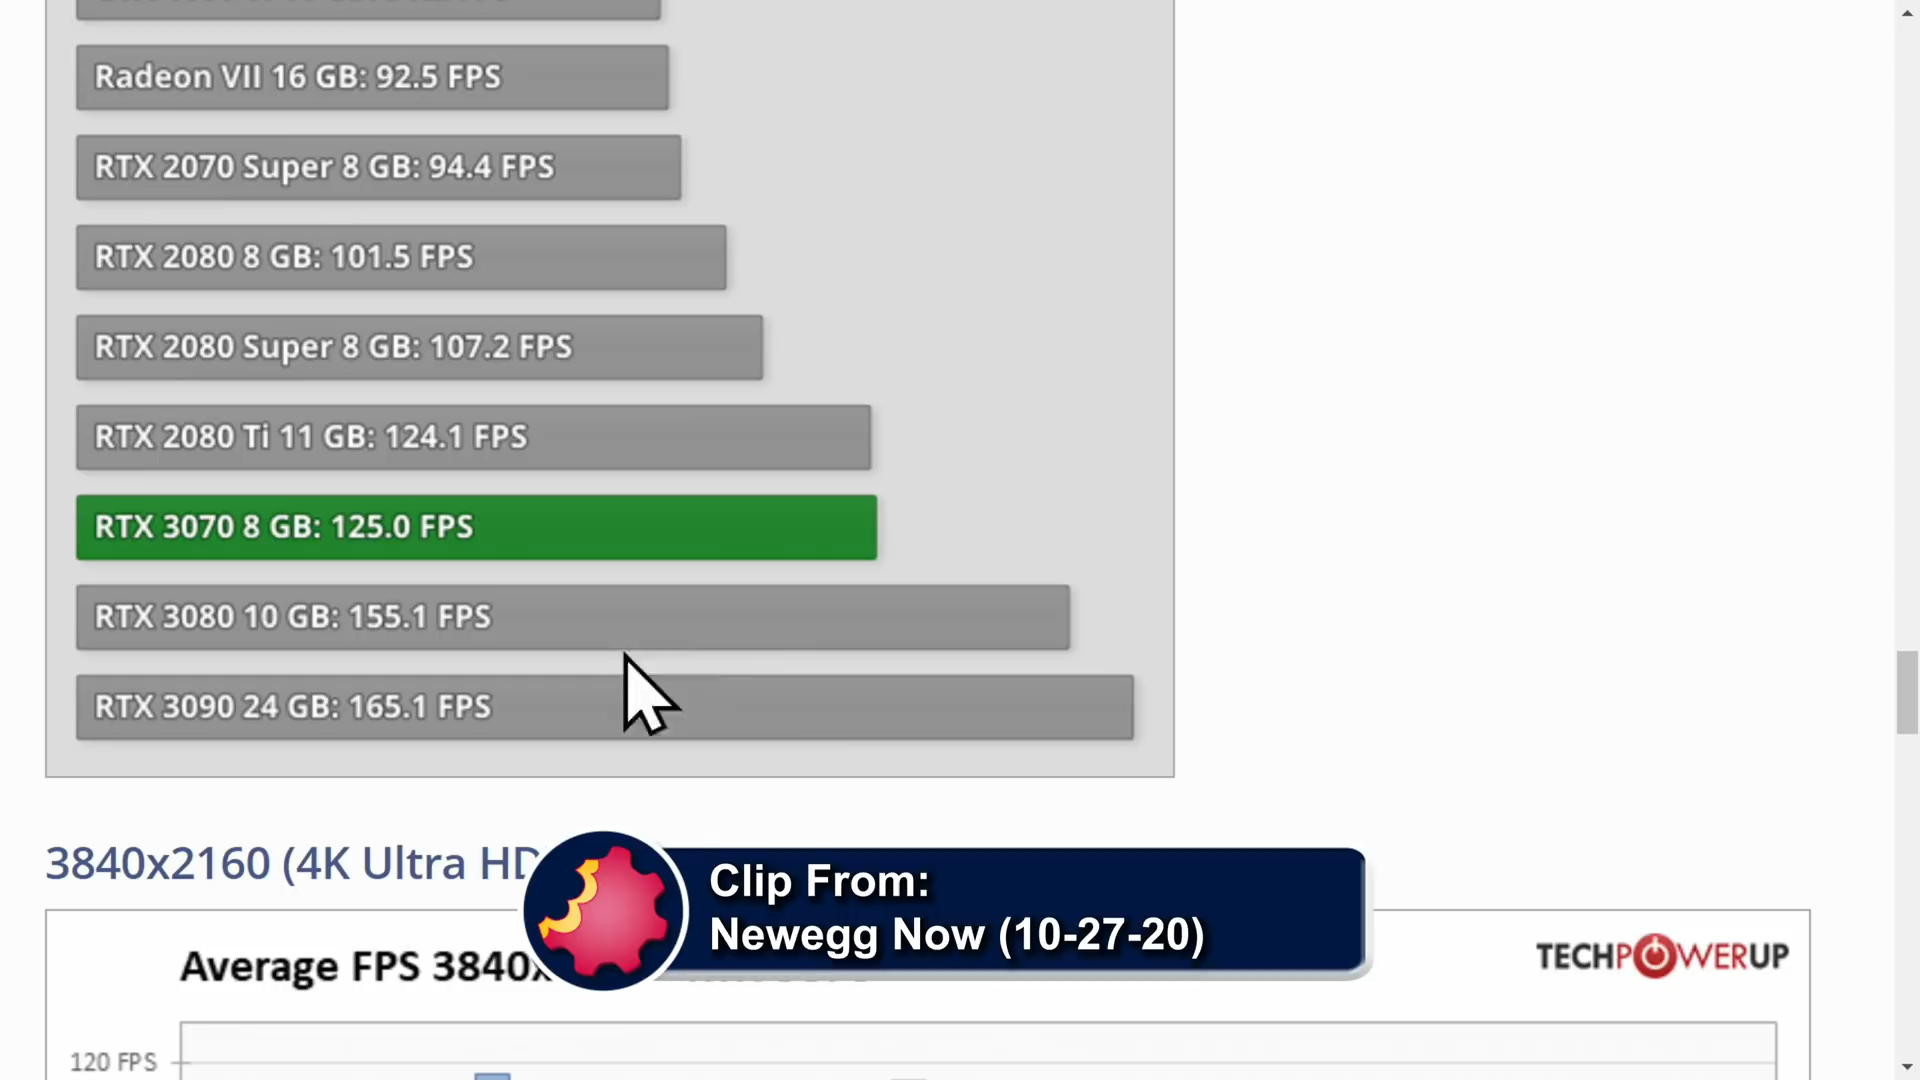 Radeon VII 16 GB: 92.5 FPS
RTX 2070 Super 8 GB: 94.4 FPS
RTX 2080 8 GB: 101.5 FPS
RTX 2080 Super 8 GB: 107.2 FPS
RTX 2080 Ti 11 GB: 124.1 FPS
RTX 3070 8 GB: 125.0 FPS
RTX 3080 10 GB: 155.1 FPS
RTX 3090 24 GB: 165.1 FPS
3840x2160 (4K Ultra HD
Clip From:
Newegg Now (10-27-20)
Average FPS 3840x
TECHPOWERUP
120 FPS